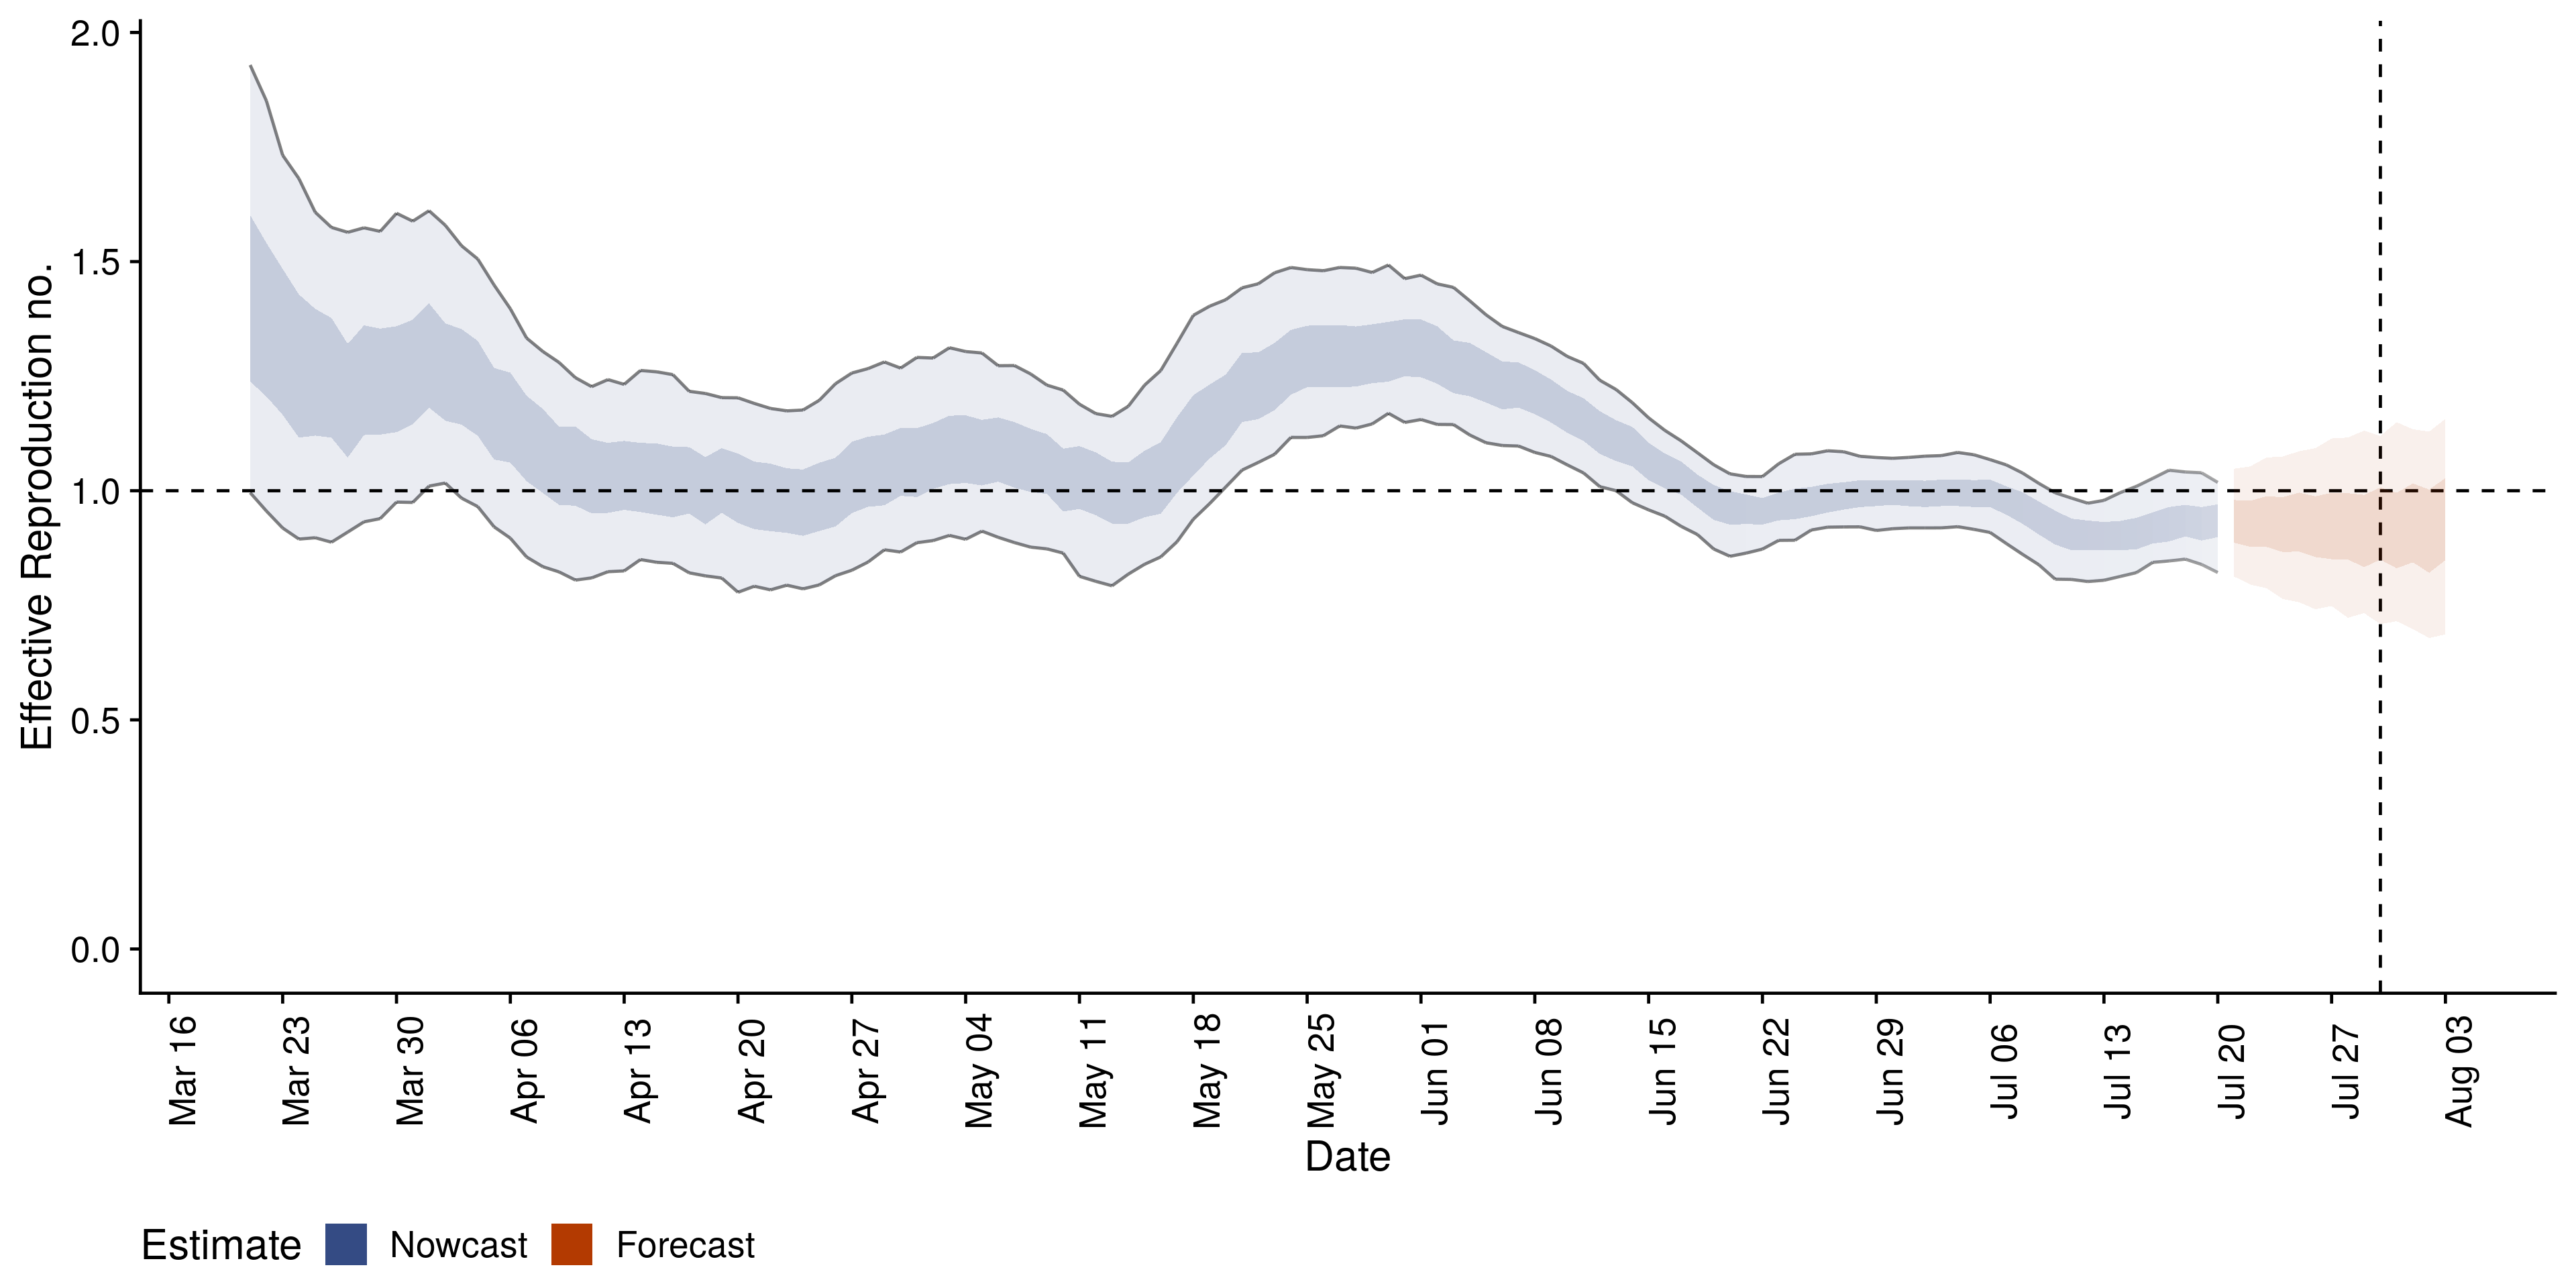 Effective Reproduction no.
2.0
1.5
1.0
0.5
0.0
Mar 16
Mar 23
Mar 30
Apr 06
Apr 13
Apr 20
Apr 27
May 04
May 11
May 18
May 25
Jun 01
Jun 08
Jun 15
Jun 22
Jun 29
Jul 06
Jul 13
Jul 20
Jul 27
Aug 03
Date
Estimate Nowcast Forecast